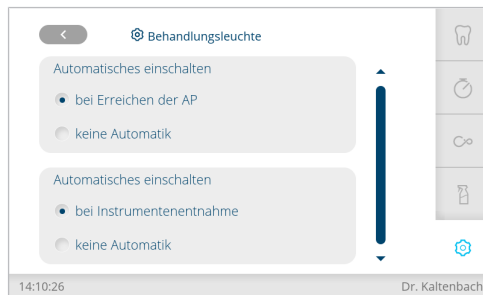 Behandlungsleuchte
Automatisches einschalten
bei Erreichen der AP
keine Automatik
Automatisches einschalten
bei Instrumentenentnahme
keine Automatik
14:10:26
Dr. Kaltenbach